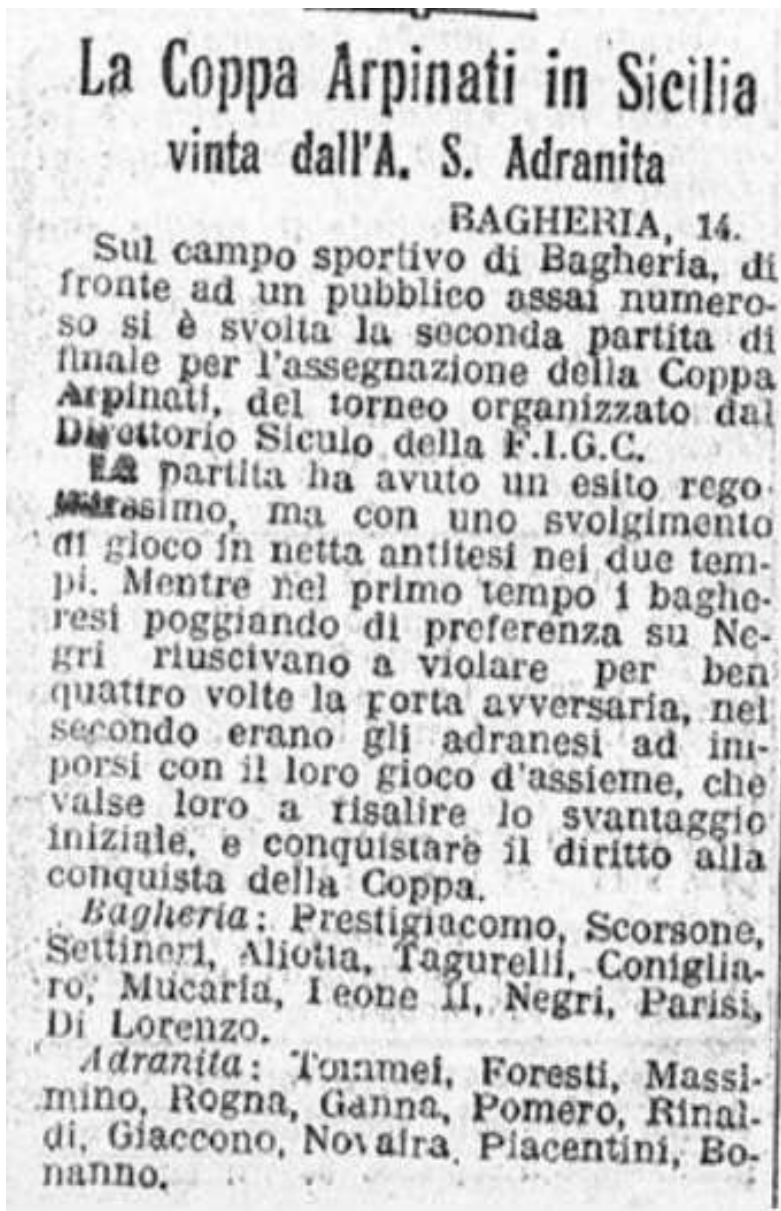 La Coppa Arpinati in Sicilia
vinta dall'A. S. Adranita
BAGHERIA, 14.
Sul campo sportivo di Bagheria, di
fronte ad un pubblico assai numero-
so si è svolta la seconda partita di
finale per l'assegnazione della Coppa
Arpinati, del torneo organizzato dal
Direttorio Siculo della F.I.G.C.
La partita ha avuto un esito rego-
larissimo, ma con uno svolgimento
di gioco in netta antitesi nei due tem-
pi. Mentre nel primo tempo i baghe-
resi poggiando di preferenza su Ne-
gri riuscivano a violare per ben
quattro volte la porta avversaria, nel
secondo erano gli adranesi ad im-
porsi con il loro gioco d'assieme, che
valse loro a risalire lo svantaggio
iniziale, e conquistare il diritto alla
conquista della Coppa.
Bagheria: Prestigiacomo, Scorsone,
Settineri, Aliotta, Tagurelli, Coniglia-
ro, Mucaria, Leone II, Negri, Parisi,
Di Lorenzo.
Adranita: Tommei, Foresti, Massi-
mino, Rogna, Ganna, Pomero, Rinal-
di, Giaccono, Novaira, Piacentini, Bo-
nanno.